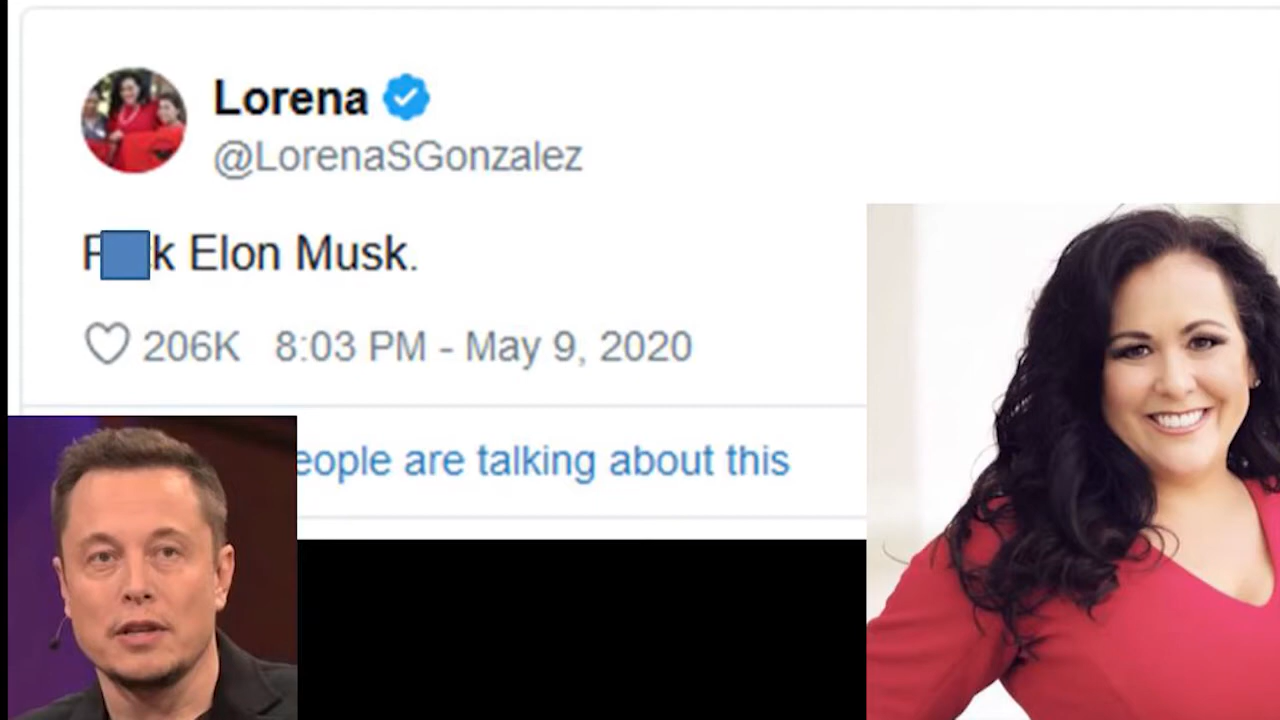 Lorena
@LorenaSGonzalez
F k Elon Musk.
206K 8:03 PM - May 9, 2020
eople are talking about this